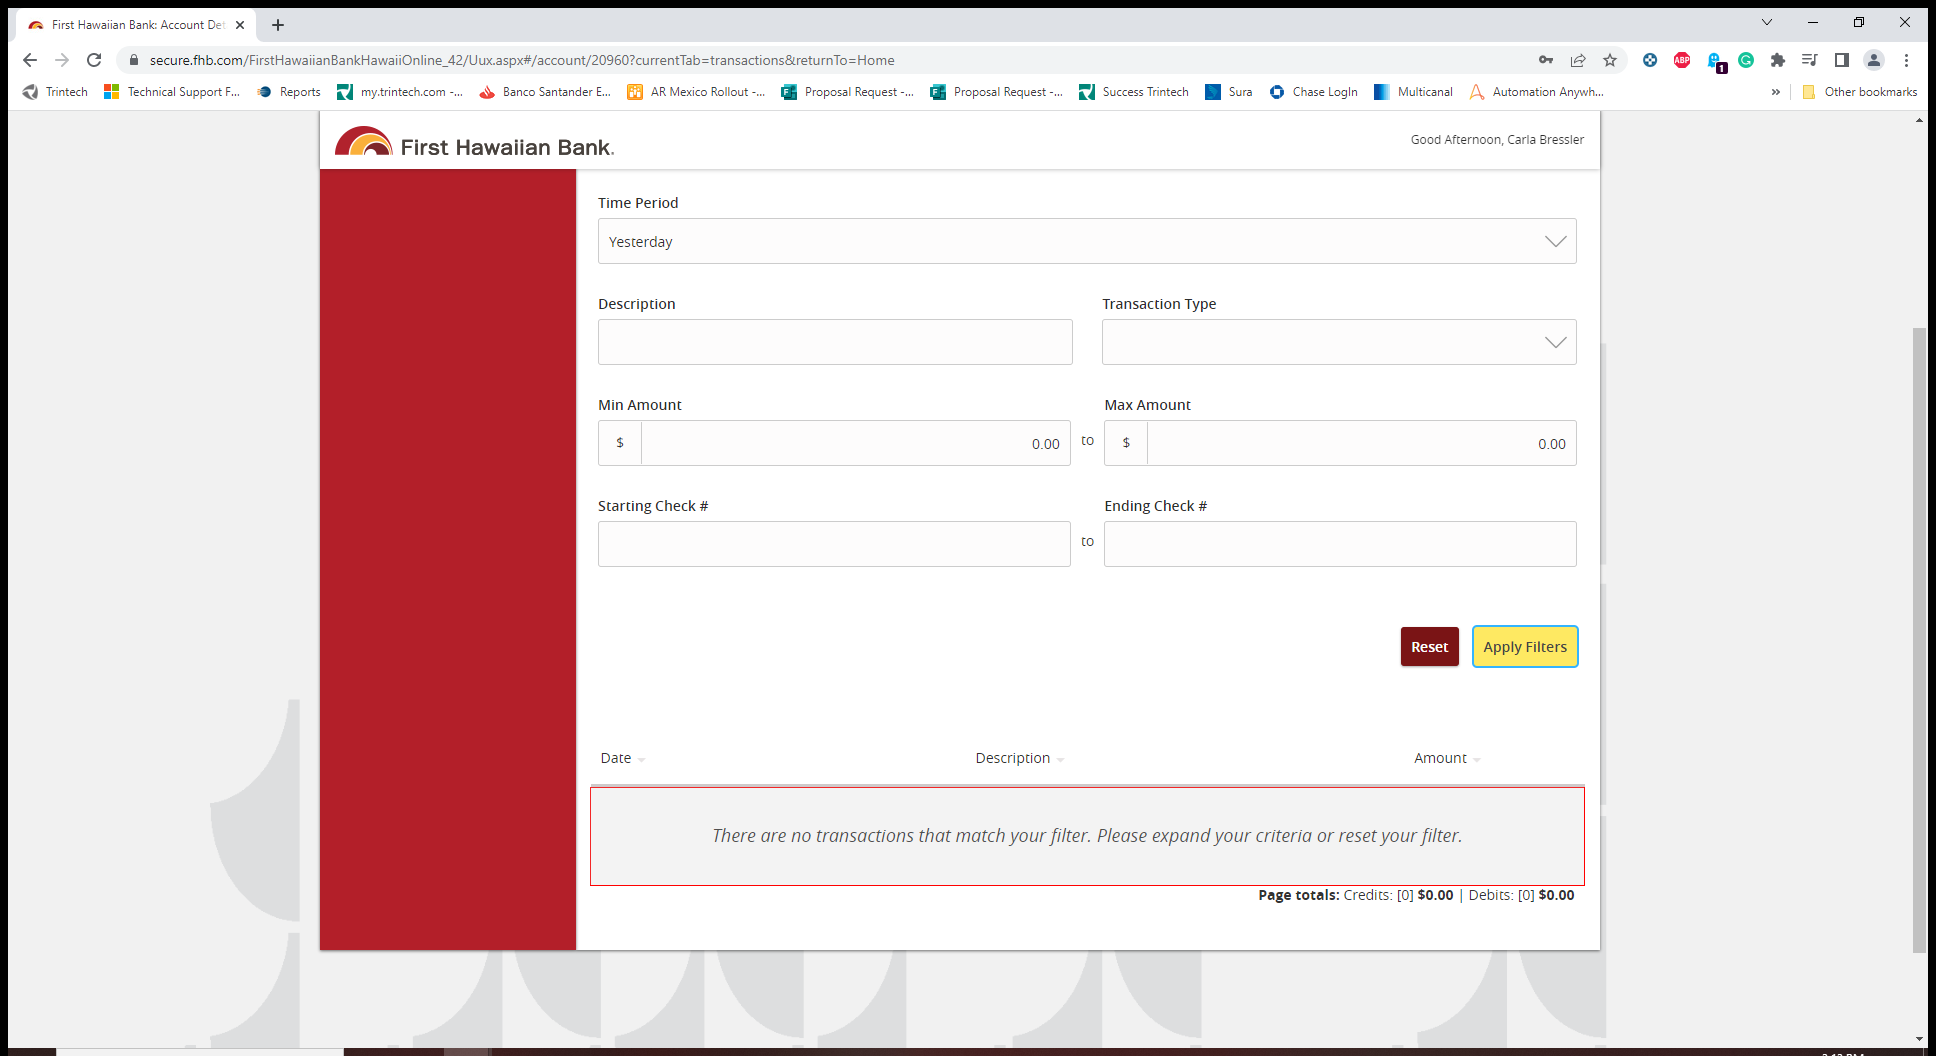 First Hawaiian Bank: Account Det
secure.fhb.com/FirstHawaiianBankHawaiiOnline_42/Uux.aspx#/account/20960?currentTab=transactions&returnTo=Home
ABP
1
Trintech
Technical Support F...
Reports
my.trintech.com -...
Banco Santander E...
AR Mexico Rollout -...
Proposal Request -...
Proposal Request -...
Success Trintech
Sura
Chase LogIn
Multicanal
Automation Anywh...
»
Other bookmarks
First Hawaiian Bank.
Good Afternoon, Carla Bressler
Time Period
Yesterday
Description
Transaction Type
Min Amount
Max Amount
$ 0.00 to $ 0.00
Starting Check #
Ending Check #
to
Reset
Apply Filters
Date
Description
Amount
There are no transactions that match your filter. Please expand your criteria or reset your filter.
Page totals: Credits: [0] $0.00 | Debits: [0] $0.00